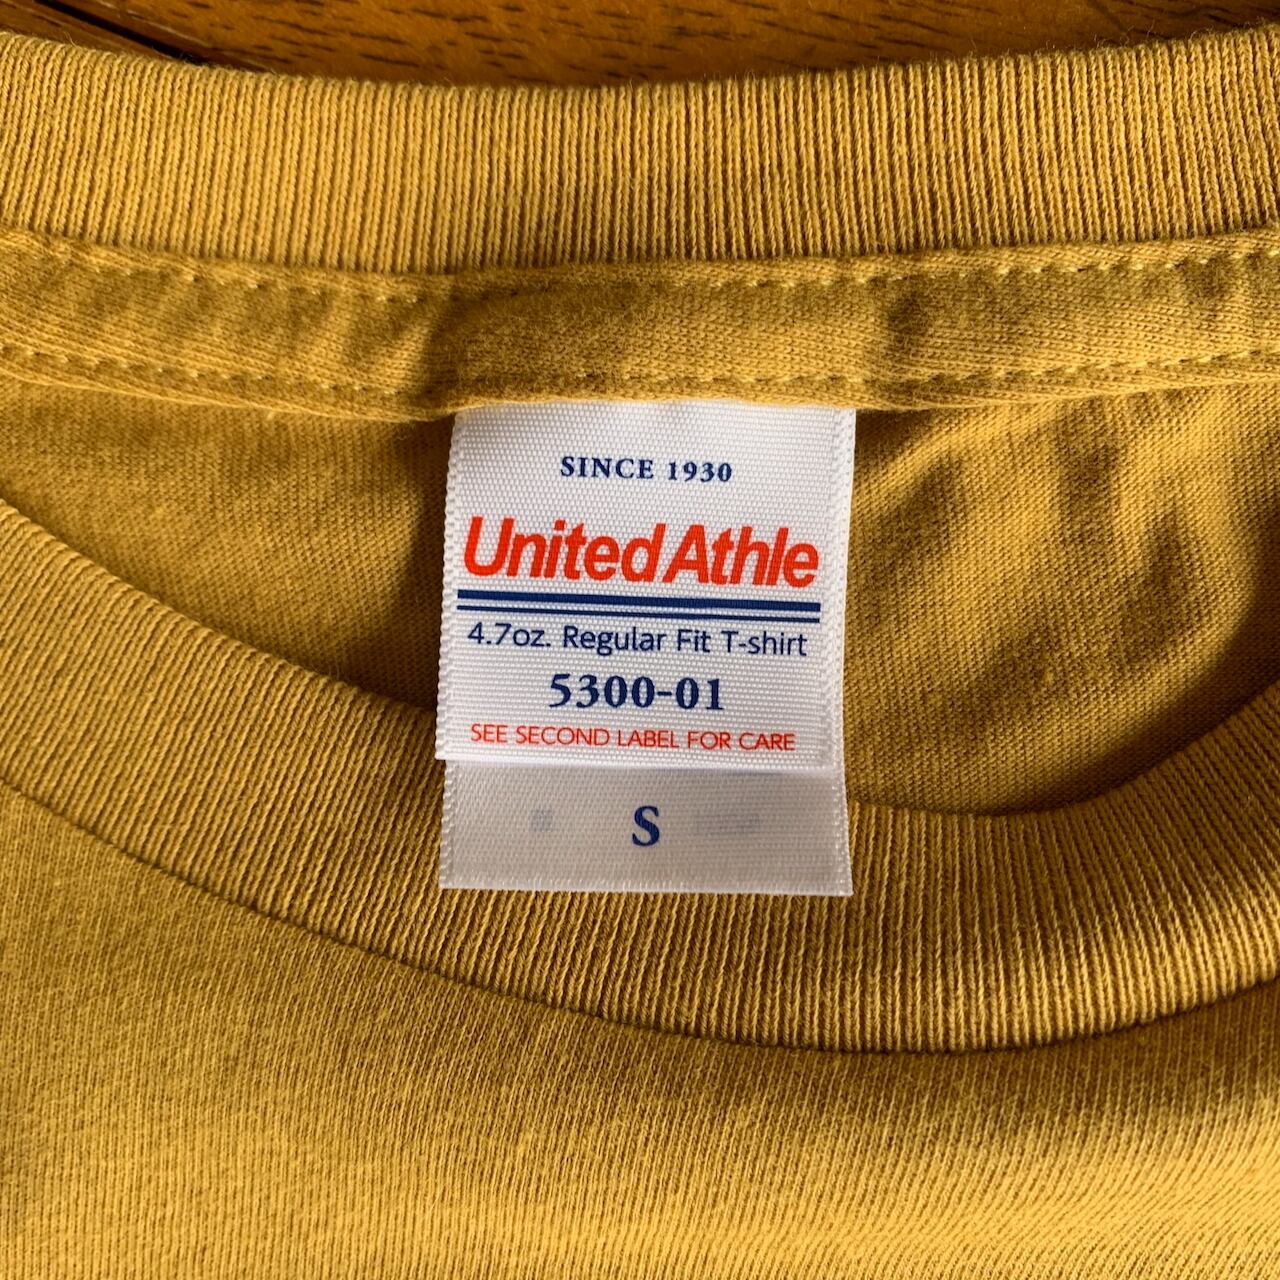 SINCE 1930
United Athle
4.7oz. Regular Fit T-shirt
5300-01
SEE SECOND LABEL FOR CARE
S